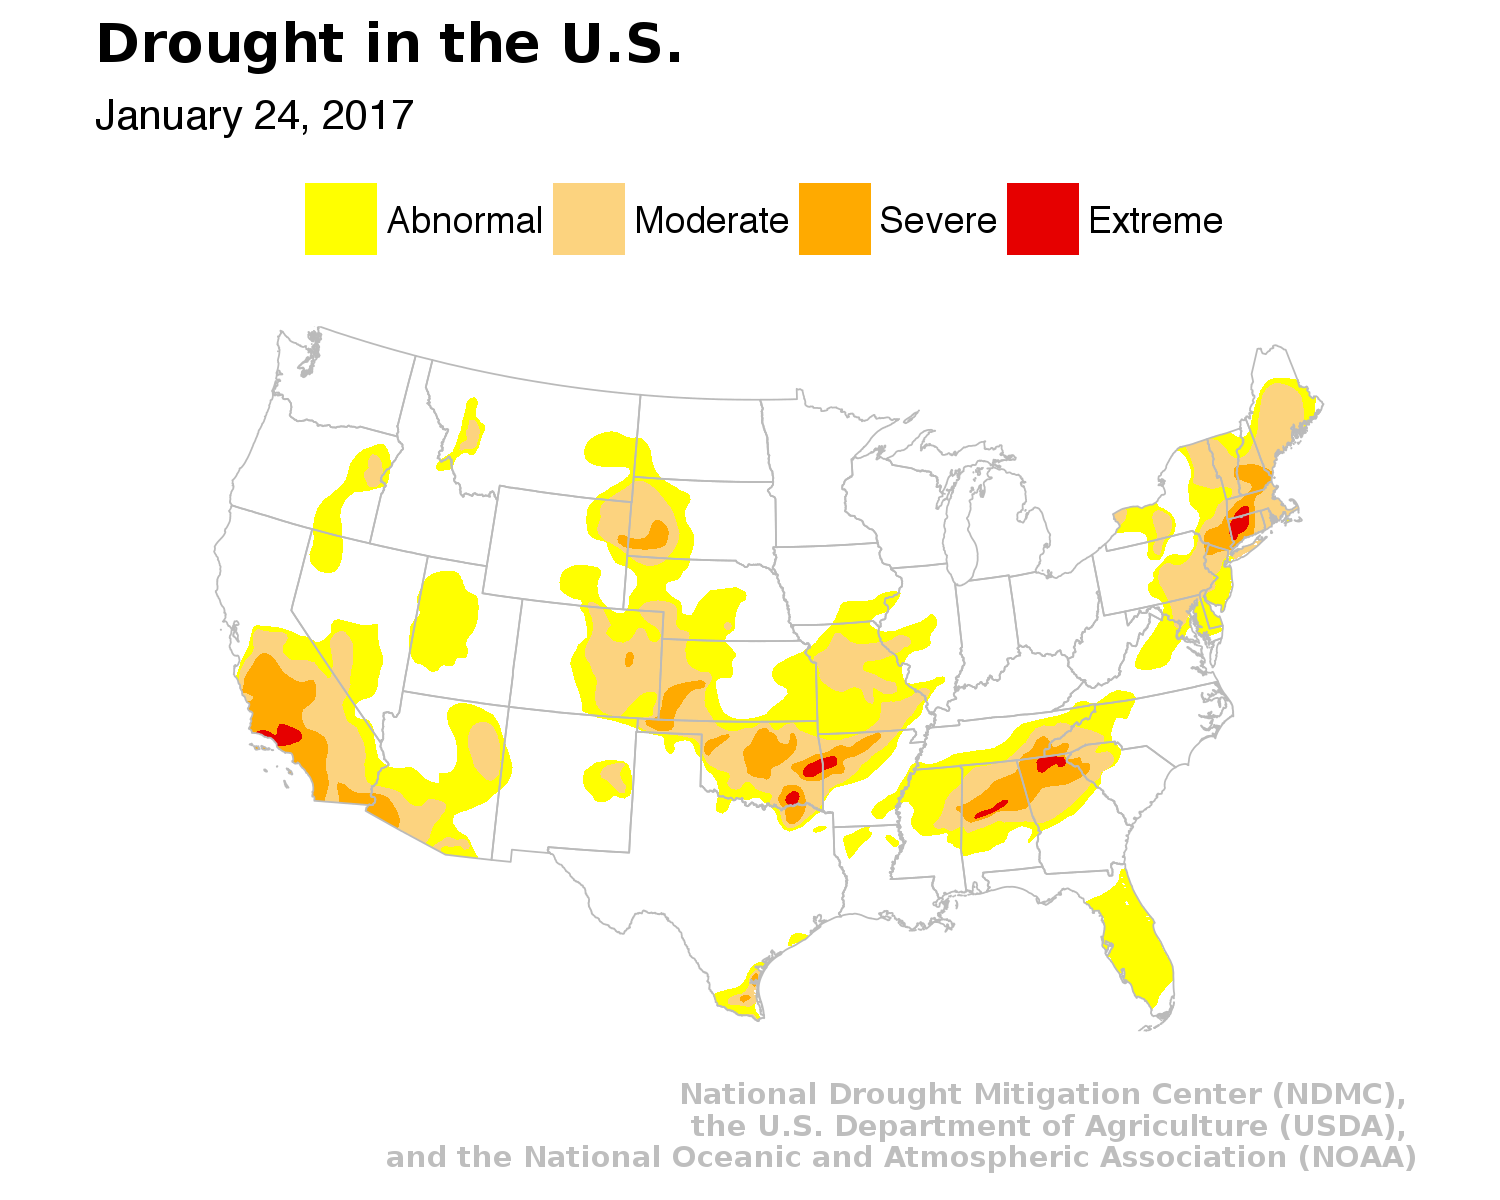 Drought in the U.S.
January 24, 2017
Abnormal Moderate Severe Extreme
National Drought Mitigation Center (NDMC),
the U.S. Department of Agriculture (USDA),
and the National Oceanic and Atmospheric Association (NOAA)